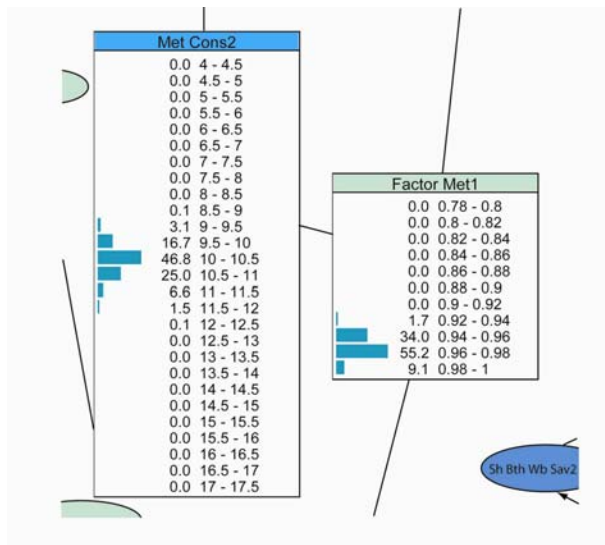 Met Cons2
0.0 4 - 4.5
0.0 4.5 - 5
0.0 5 - 5.5
0.0 5.5 - 6
0.0 6 - 6.5
0.0 6.5 - 7
0.0 7 - 7.5
0.0 7.5 - 8
0.0 8 - 8.5
0.1 8.5 - 9
3.1 9 - 9.5
16.7 9.5 - 10
46.8 10 - 10.5
25.0 10.5 - 11
6.6 11 - 11.5
1.5 11.5 - 12
0.1 12 - 12.5
0.0 12.5 - 13
0.0 13 - 13.5
0.0 13.5 - 14
0.0 14 - 14.5
0.0 14.5 - 15
0.0 15 - 15.5
0.0 15.5 - 16
0.0 16 - 16.5
0.0 16.5 - 17
0.0 17 - 17.5
Factor Met1
0.0 0.78 - 0.8
0.0 0.8 - 0.82
0.0 0.82 - 0.84
0.0 0.84 - 0.86
0.0 0.86 - 0.88
0.0 0.88 - 0.9
0.0 0.9 - 0.92
1.7 0.92 - 0.94
34.0 0.94 - 0.96
55.2 0.96 - 0.98
9.1 0.98 - 1
Sh Bth Wb Sav2